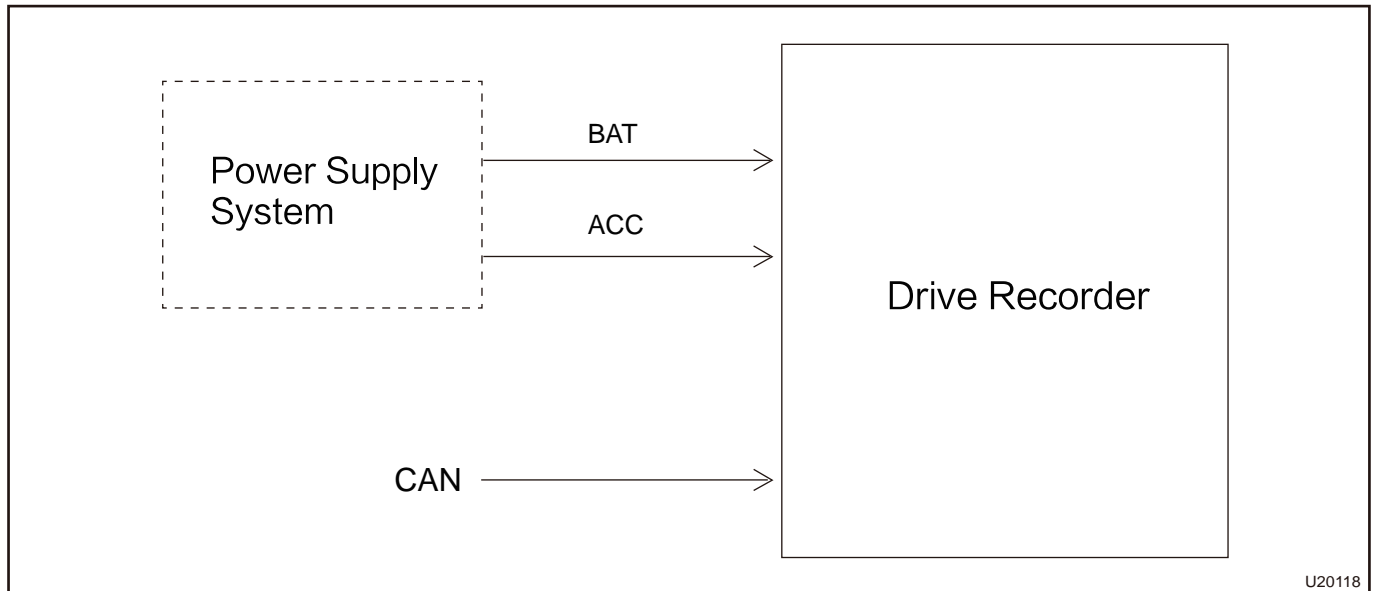 BAT
Power Supply
System
ACC
Drive Recorder
CAN
U20118